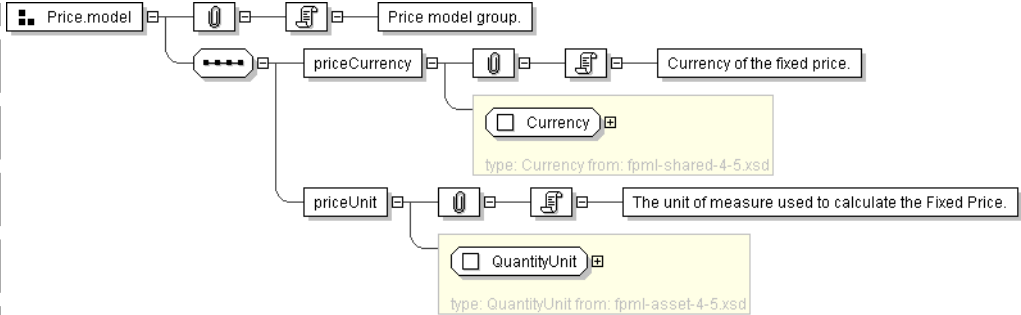 Price.model
Price model group.
priceCurrency
Currency of the fixed price.
Currency
type: Currency from: fpml-shared-4-5.xsd
priceUnit
The unit of measure used to calculate the Fixed Price.
QuantityUnit
type: QuantityUnit from: fpml-asset-4-5.xsd